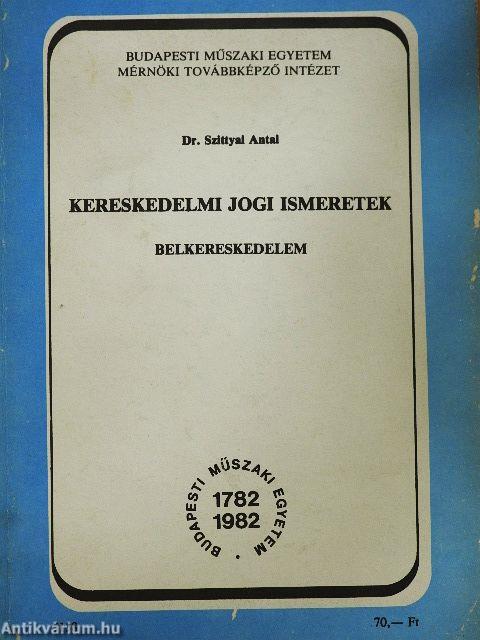 BUDAPESTI MŰSZAKI EGYETEM
MÉRNÖKI TOVÁBBKÉPZŐ INTÉZET
Dr. Szittyai Antal
KERESKEDELMI JOGI ISMERETEK
BELKERESKEDELEM
BUDAPESTI MŰSZAKI EGYETEM
1782
1982
70,— Ft
Antikvárium.hu